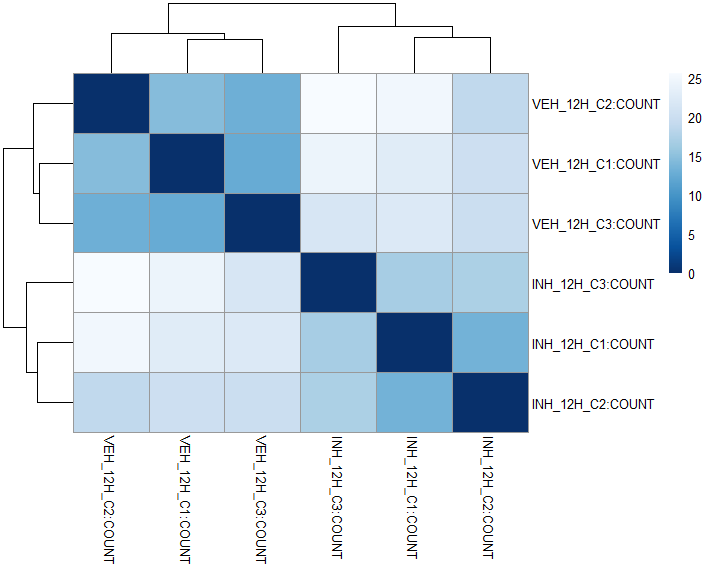 25
20
15
10
5
0
VEH_12H_C2:COUNT
VEH_12H_C1:COUNT
VEH_12H_C3:COUNT
INH_12H_C3:COUNT
INH_12H_C1:COUNT
INH_12H_C2:COUNT
VEH_12H_C2:COUNT
VEH_12H_C1:COUNT
VEH_12H_C3:COUNT
INH_12H_C3:COUNT
INH_12H_C1:COUNT
INH_12H_C2:COUNT